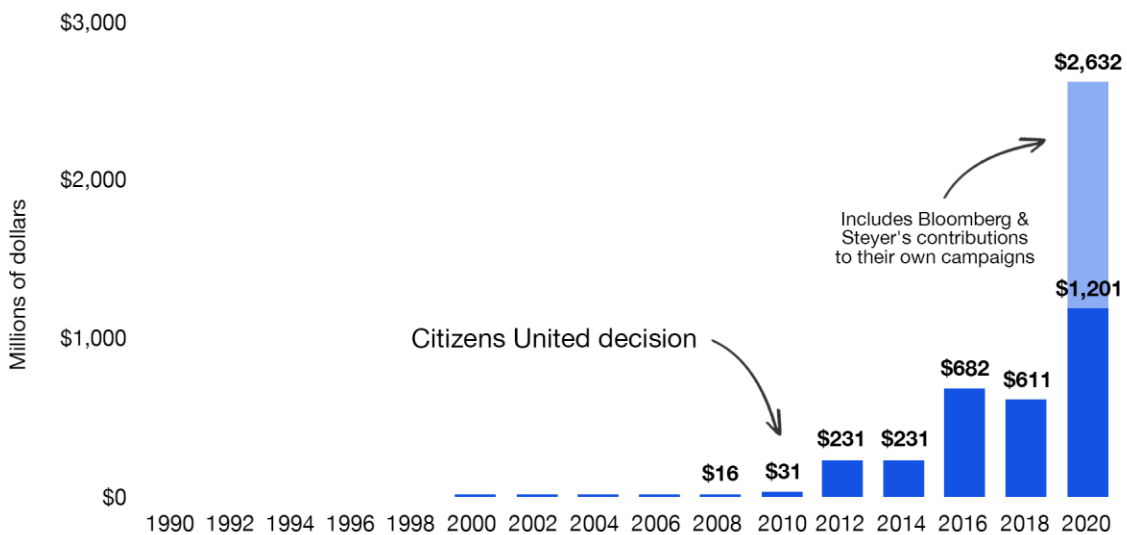 $3,000
$2,632
$2,000
Includes Bloomberg &
Steyer's contributions
to their own campaigns
Millions of dollars
$1,201
$1,000
Citizens United decision
$682
$611
$231
$231
$16
$31
$0
1990 1992 1994 1996 1998 2000 2002 2004 2006 2008 2010 2012 2014 2016 2018 2020